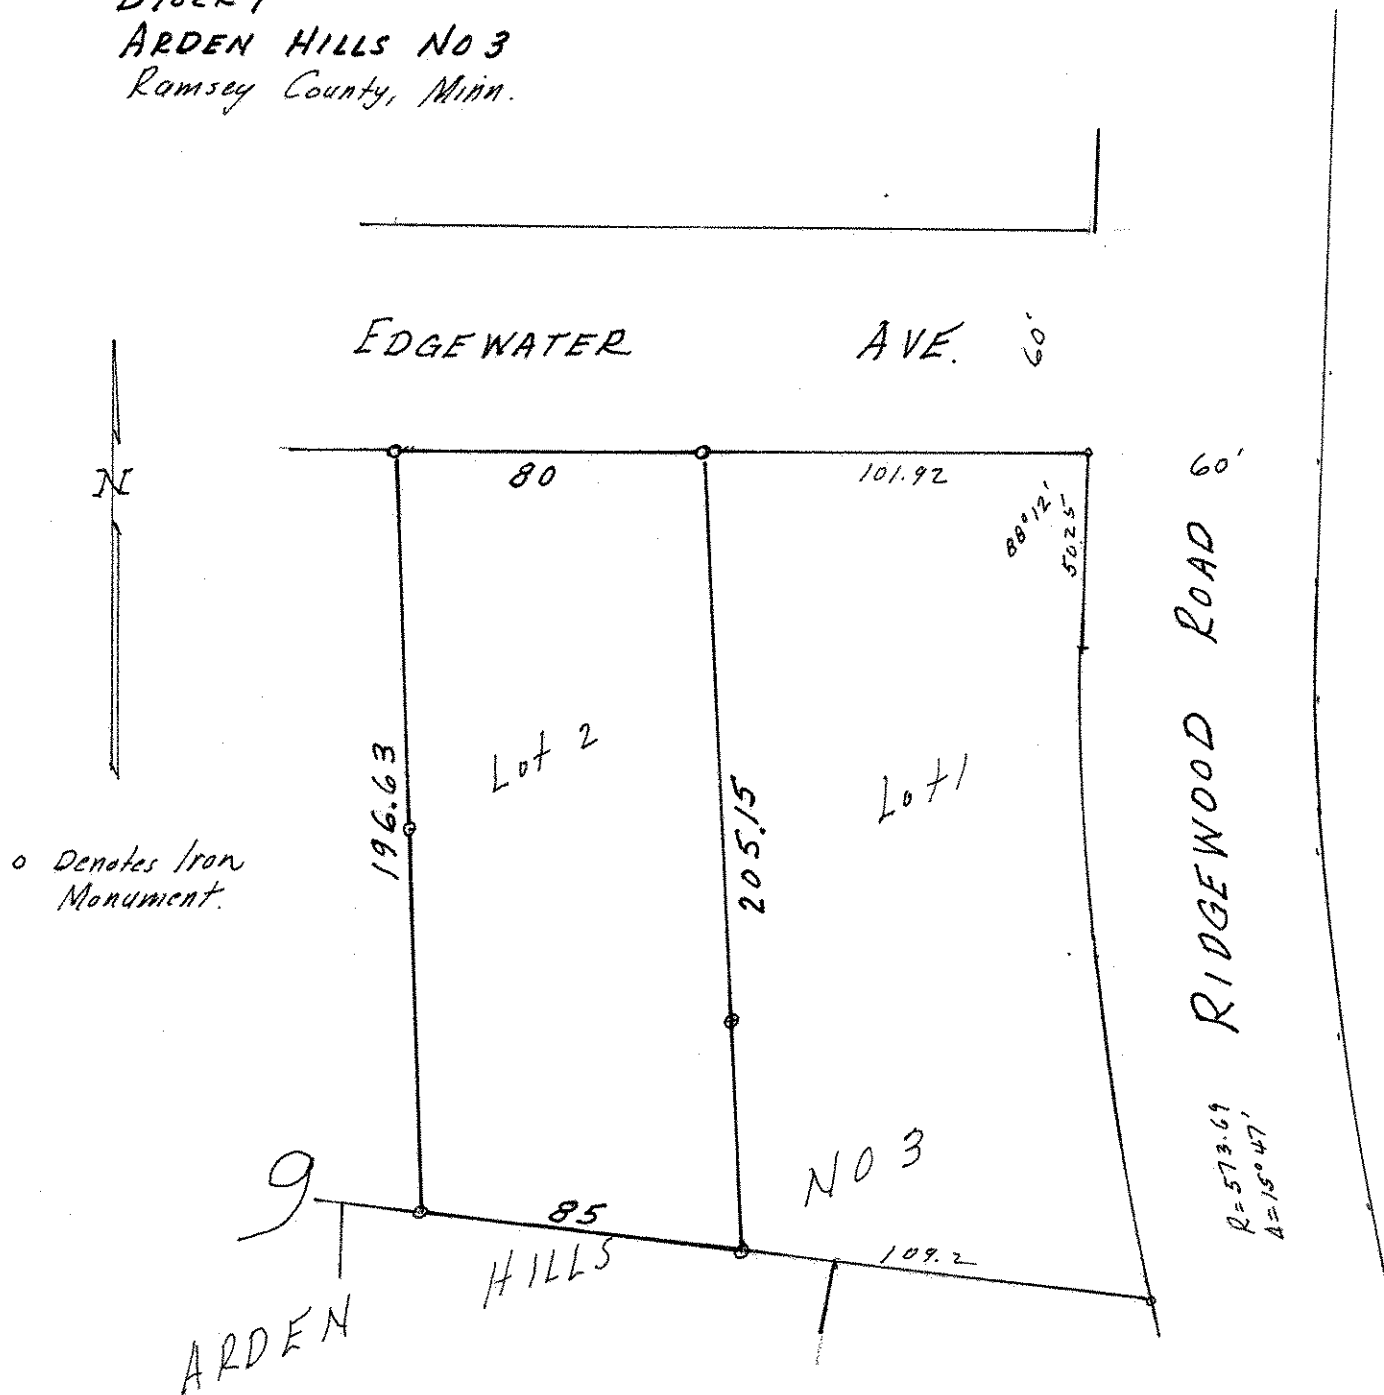 ARDEN HILLS NO 3
Ramsey County, Minn.
EDGEWATER AVE. 60'
N
80
101.92
60'
88°12'
50.25
RIDGEWOOD ROAD
Lot 2
Lot 1
196.63
205.15
o Denotes Iron
Monument.
R=573.69
Δ=15°47'
9
85
109.2
ARDEN HILLS NO 3